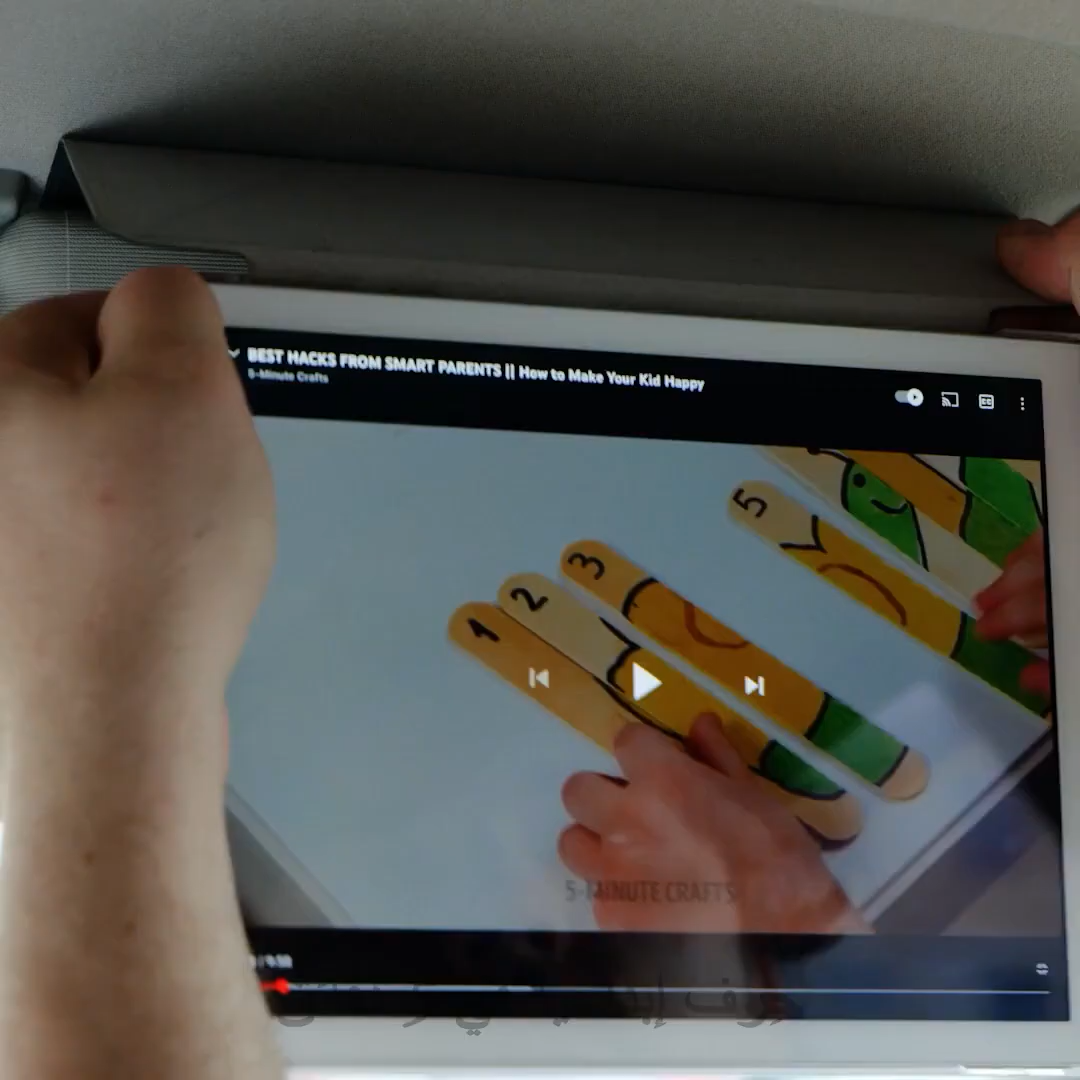 BEST HACKS FROM SMART PARENTS || How to Make Your Kid Happy
5-Minute Crafts
CC
5
3
2
1
5-MINUTE CRAFTS